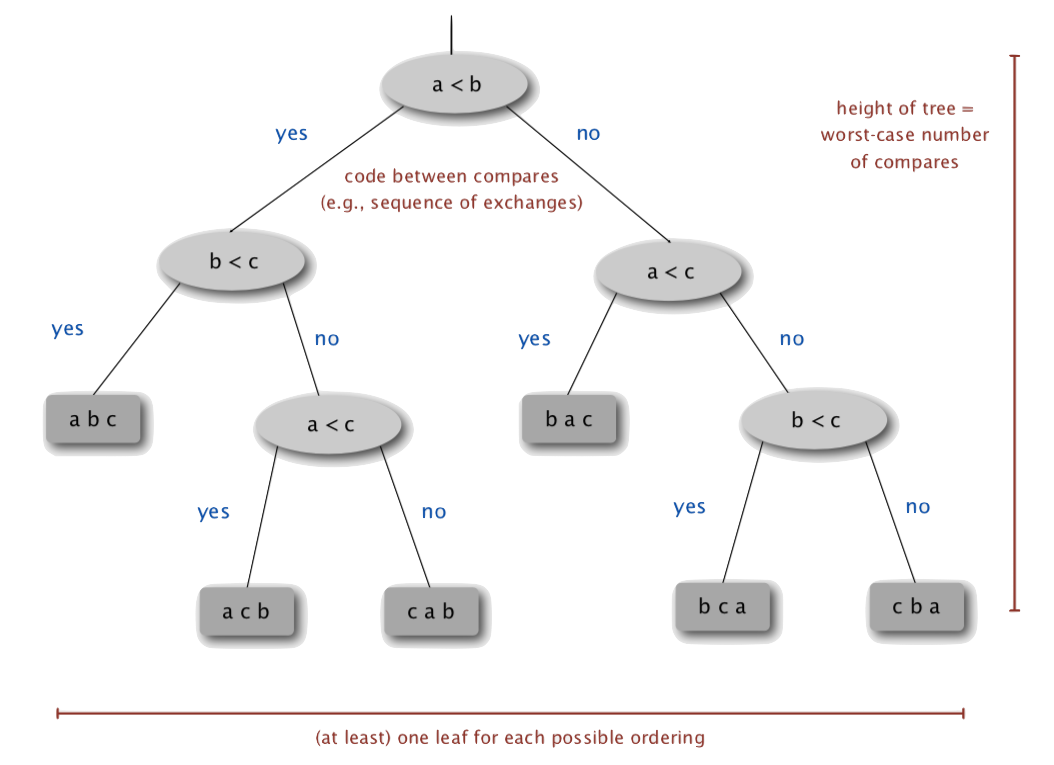 a < b
yes
no
height of tree =
worst-case number
of compares
code between compares
(e.g., sequence of exchanges)
b < c
a < c
yes
no
yes
no
a b c
a < c
b a c
b < c
yes
no
yes
no
a c b
c a b
b c a
c b a
(at least) one leaf for each possible ordering